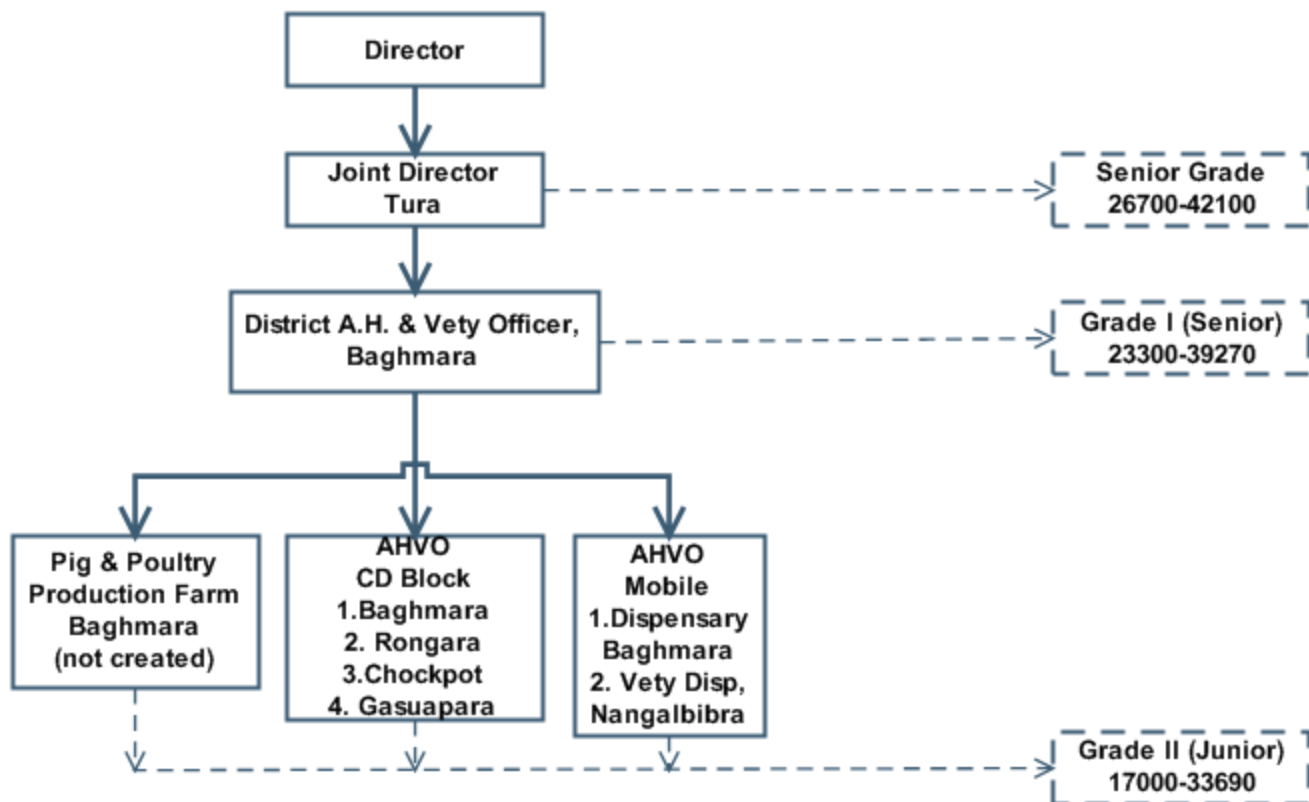 Director
Joint Director
Tura
Senior Grade
26700-42100
District A.H. & Vety Officer,
Baghmara
Grade I (Senior)
23300-39270
Pig & Poultry
Production Farm
Baghmara
(not created)
AHVO
CD Block
1.Baghmara
2. Rongara
3.Chockpot
4. Gasuapara
AHVO
Mobile
1.Dispensary
Baghmara
2. Vety Disp,
Nangalbibra
Grade II (Junior)
17000-33690